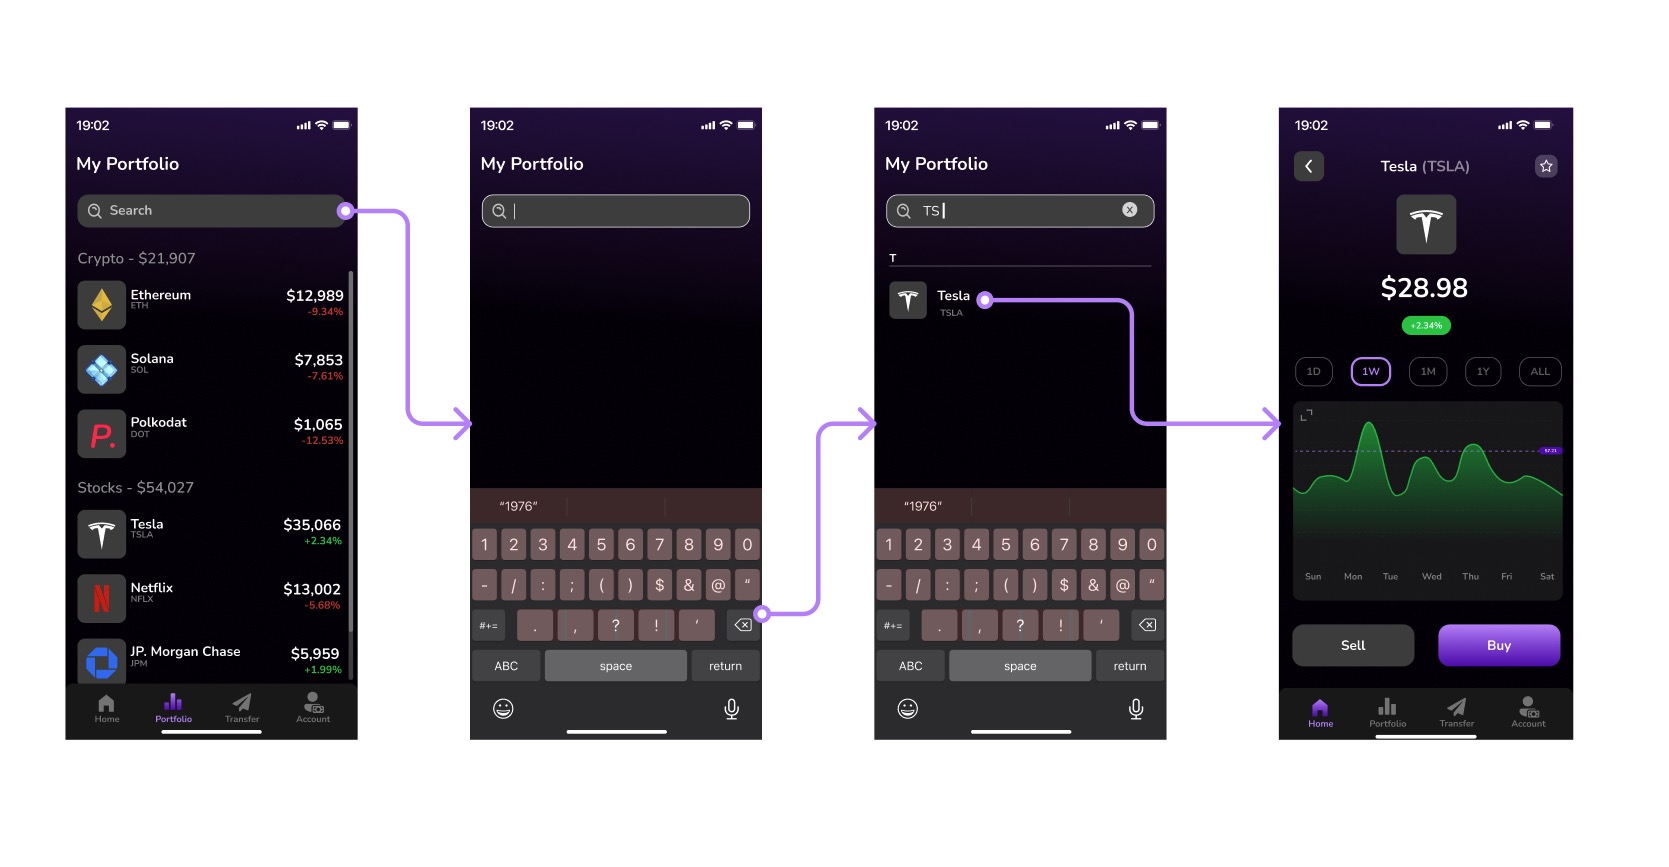 19:02
My Portfolio
Search
Crypto - $21,907
Ethereum $12,989
ETH -9.34%
Solana $7,853
SOL -7.61%
Polkodat $1,065
DOT -12.53%
Stocks - $54,027
Tesla $35,066
TSLA +2.34%
Netflix $13,002
NFLX -5.68%
JP. Morgan Chase $5,959
JPM +1.99%
Home Portfolio Transfer Account
19:02
My Portfolio
“1976”
1 2 3 4 5 6 7 8 9 0
- / : ; ( ) $ & @ “
#+= . , ? ! ‘
ABC space return
19:02
My Portfolio
TS
T
Tesla
TSLA
“1976”
1 2 3 4 5 6 7 8 9 0
- / : ; ( ) $ & @ “
#+= . , ? ! ‘
ABC space return
19:02
Tesla (TSLA)
$28.98
+2.34%
1D 1W 1M 1Y ALL
Sun Mon Tue Wed Thu Fri Sat
Sell Buy
Home Portfolio Transfer Account